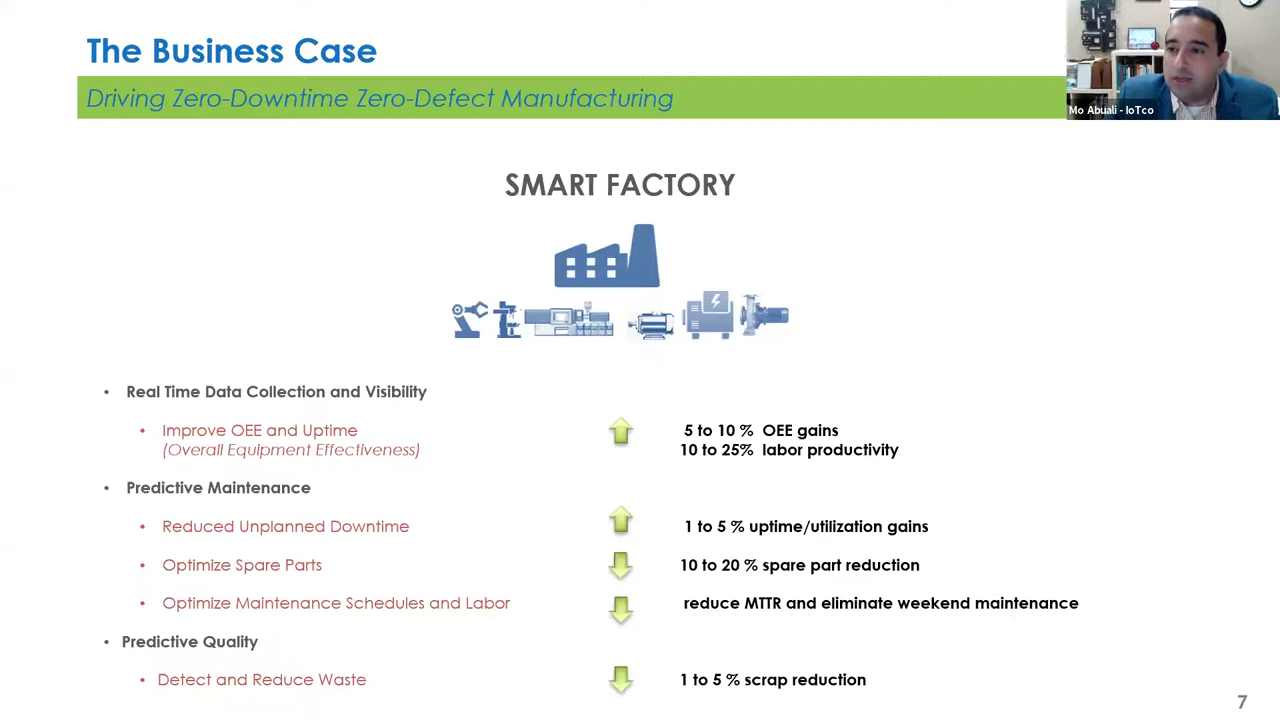 The Business Case
Driving Zero-Downtime Zero-Defect Manufacturing
Mo Abuali - IoTco
SMART FACTORY
• Real Time Data Collection and Visibility
• Improve OEE and Uptime
(Overall Equipment Effectiveness)
5 to 10 % OEE gains
10 to 25% labor productivity
• Predictive Maintenance
• Reduced Unplanned Downtime
1 to 5 % uptime/utilization gains
• Optimize Spare Parts
10 to 20 % spare part reduction
• Optimize Maintenance Schedules and Labor
reduce MTTR and eliminate weekend maintenance
• Predictive Quality
• Detect and Reduce Waste
1 to 5 % scrap reduction
7